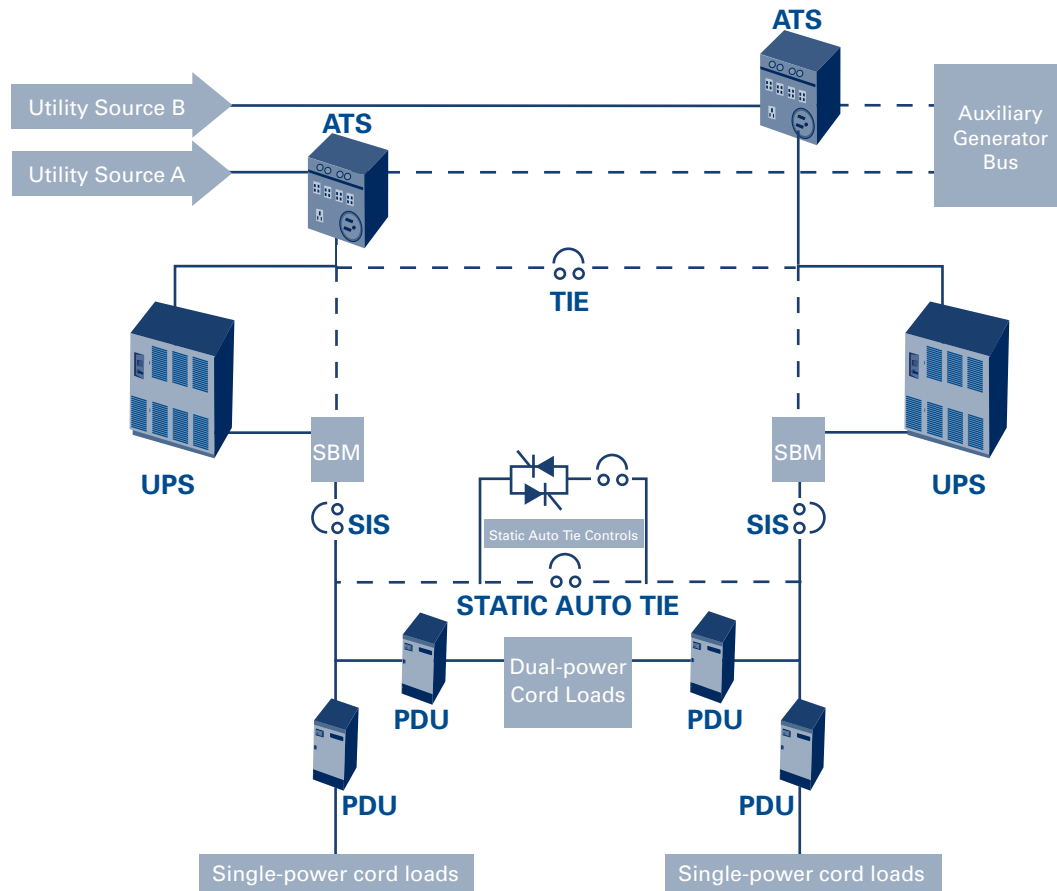 ATS
Utility Source B
ATS
Auxiliary
Generator
Bus
Utility Source A
TIE
SBM
SBM
UPS
UPS
SIS
SIS
Static Auto Tie Controls
STATIC AUTO TIE
Dual-power
Cord Loads
PDU
PDU
PDU
PDU
Single-power cord loads
Single-power cord loads